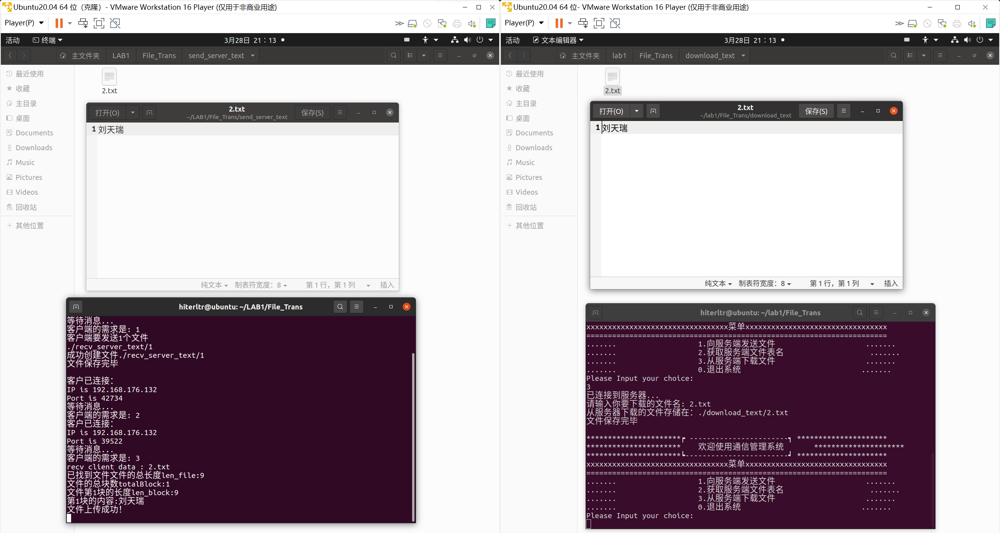 Ubuntu20.04 64 位（克隆）- VMware Workstation 16 Player (仅用于非商业用途)
Player(P)
活动 终端 3月28日 21：13
主文件夹 LAB1 File_Trans send_server_text
最近使用
收藏
主目录
桌面
Documents
Downloads
Music
Pictures
Videos
回收站
其他位置
2.txt
打开(O) 2.txt 保存(S)
~/LAB1/File_Trans/send_server_text
1 刘天瑞
纯文本 制表符宽度：8 第 1 行，第 1 列 插入
hiterltr@ubuntu: ~/LAB1/File_Trans
等待消息...
客户端的需求是: 1
客户端要发送1个文件
./recv_server_text/1
成功创建文件./recv_server_text/1
文件保存完毕
客户已连接:
IP is 192.168.176.132
Port is 42734
等待消息...
客户端的需求是: 2
客户已连接:
IP is 192.168.176.132
Port is 39522
等待消息...
客户端的需求是: 3
recv client data : 2.txt
已找到文件文件的总长度len_file:9
文件的总块数totalBlock:1
文件第1块的长度len_block:9
第1块的内容:刘天瑞
文件上传成功！
Ubuntu20.04 64 位- VMware Workstation 16 Player (仅用于非商业用途)
Player(P)
活动 文本编辑器 3月28日 21：13
主文件夹 lab1 File_Trans download_text
最近使用
收藏
主目录
桌面
Documents
Downloads
Music
Pictures
Videos
回收站
其他位置
2.txt
打开(O) 2.txt 保存(S)
~/lab1/File_Trans/download_text
1 刘天瑞
纯文本 制表符宽度：8 第 1 行，第 1 列 插入
hiterltr@ubuntu: ~/lab1/File_Trans
xxxxxxxxxxxxxxxxxxxxxxxxxxxxxxxxx菜单xxxxxxxxxxxxxxxxxxxxxxxxxxxxxxxxx
======================================================================
....... 1.向服务端发送文件 .......
....... 2.获取服务端文件表名 .......
....... 3.从服务端下载文件 .......
....... 0.退出系统 .......
Please Input your choice:
3
已连接到服务器...
请输入你要下载的文件名: 2.txt
从服务器下载的文件存储在: ./download_text/2.txt
文件保存完毕
**********************┏ -----------------------┓ *********************
********************** 欢迎使用通信管理系统 *********************
**********************┗------------------------┛ *********************
xxxxxxxxxxxxxxxxxxxxxxxxxxxxxxxxx菜单xxxxxxxxxxxxxxxxxxxxxxxxxxxxxxxxx
======================================================================
....... 1.向服务端发送文件 .......
....... 2.获取服务端文件表名 .......
....... 3.从服务端下载文件 .......
....... 0.退出系统 .......
Please Input your choice: